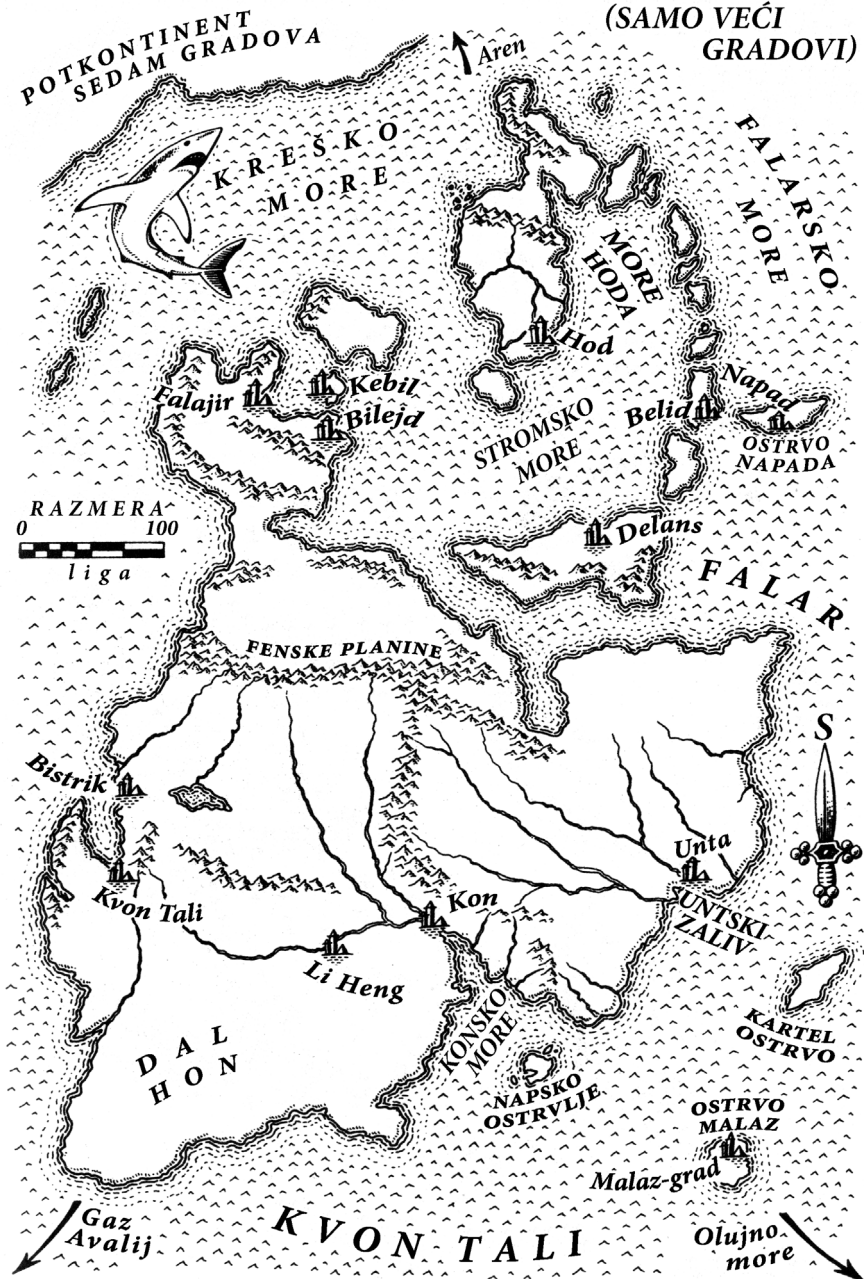 (SAMO VEĆI
GRADOVI)
POTKONTINENT
SEDAM GRADOVA
Aren
KREŠKO
MORE
FALARSKO
MORE
MORE
HODA
Hod
Falajir
Kebil
Bilejd
STROMSKO
MORE
Belid
Napad
OSTRVO
NAPADA
RAZMERA
0 100
liga
Delans
FALAR
FENSKE PLANINE
S
Bistrik
Kvon Tali
Unta
UNTSKI
ZALIV
Kon
Li Heng
KARTEL
OSTRVO
DAL
HON
KONSKO
MORE
NAPSKO
OSTRVLJE
OSTRVO
MALAZ
Malaz-grad
Gaz
Avalij
KVON TALI
Olujno
more